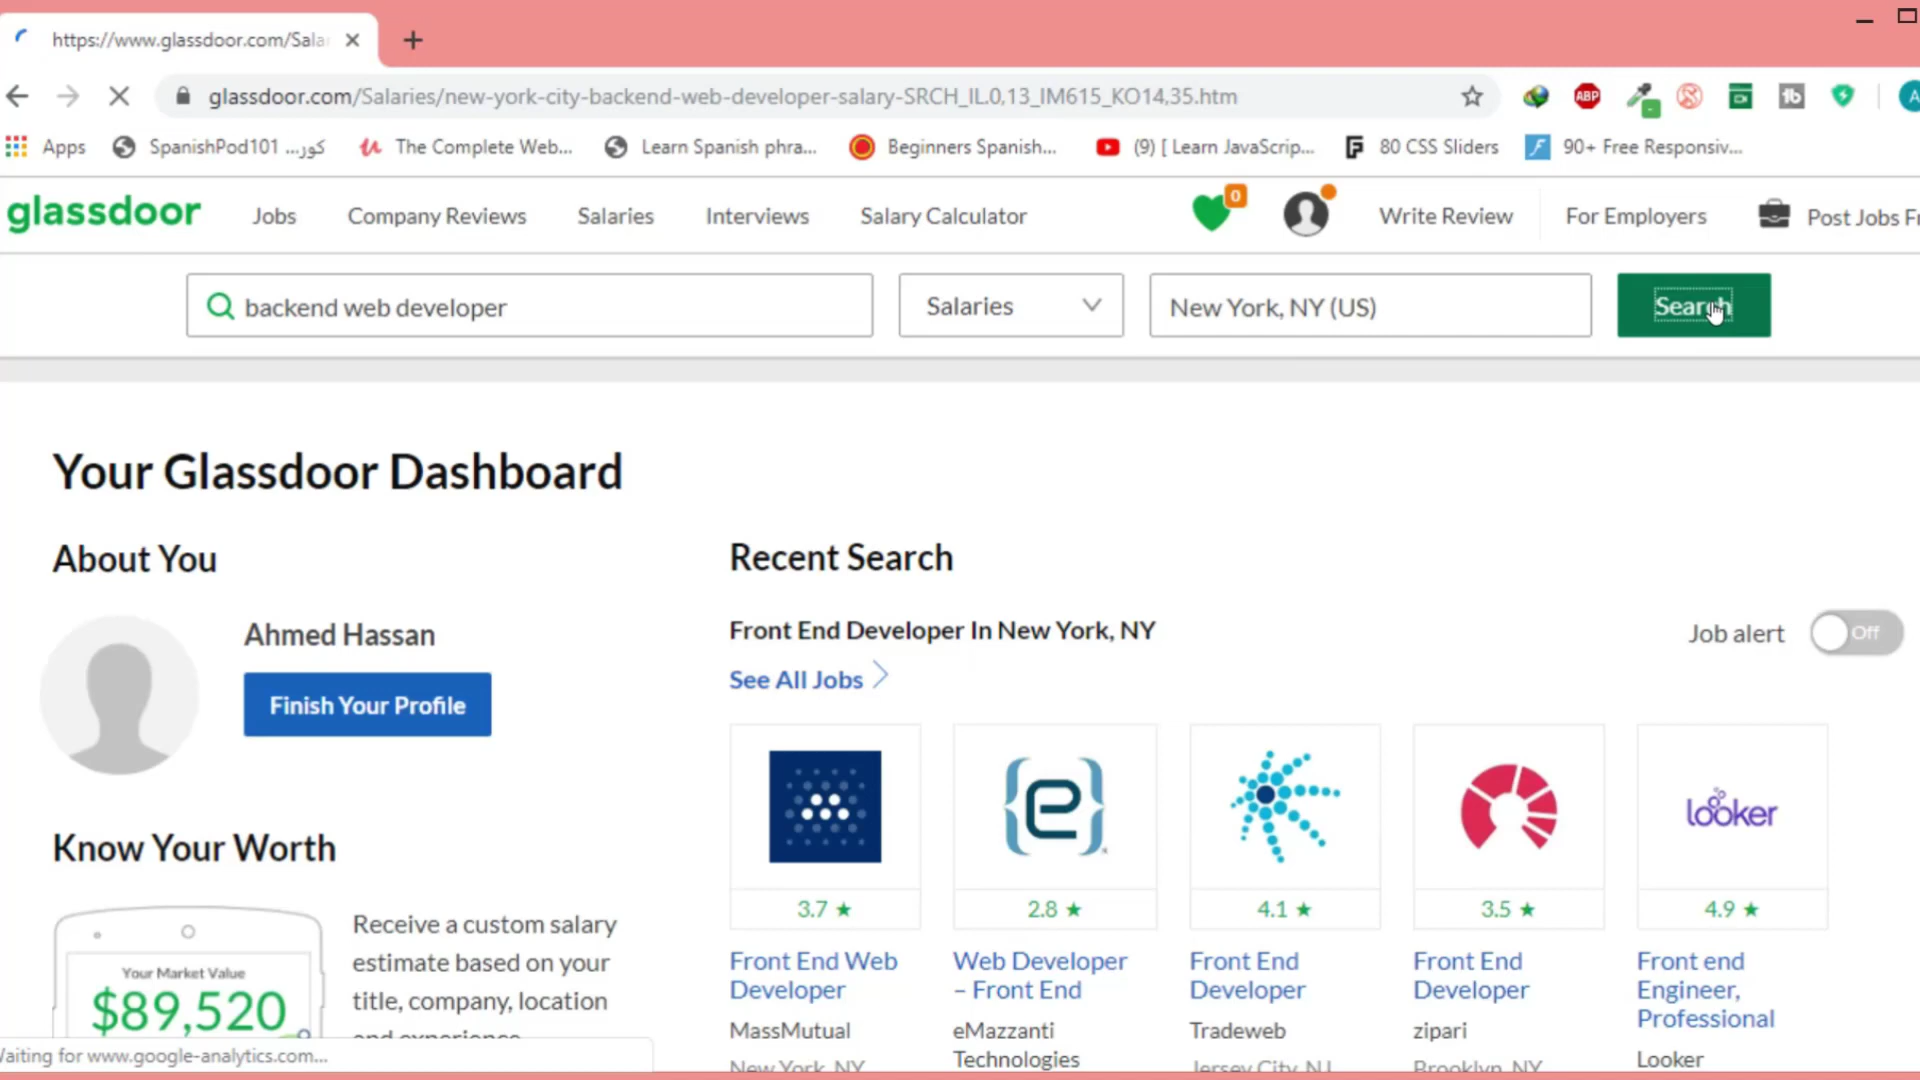 https://www.glassdoor.com/Salar
glassdoor.com/Salaries/new-york-city-backend-web-developer-salary-SRCH_IL.0,13_IM615_KO14,35.htm
ABP
A
Apps
SpanishPod101 ...كور
The Complete Web...
Learn Spanish phra...
Beginners Spanish...
(9) [ Learn JavaScrip...
80 CSS Sliders
90+ Free Responsiv...
glassdoor
Jobs
Company Reviews
Salaries
Interviews
Salary Calculator
0
Write Review
For Employers
Post Jobs Fr
backend web developer
Salaries
New York, NY (US)
Search
Your Glassdoor Dashboard
About You
Ahmed Hassan
Finish Your Profile
Know Your Worth
Your Market Value
$89,520
Receive a custom salary
estimate based on your
title, company, location
and experience
Waiting for www.google-analytics.com...
Recent Search
Front End Developer In New York, NY
See All Jobs
Job alert
Off
looker
3.7 ★
2.8 ★
4.1 ★
3.5 ★
4.9 ★
Front End Web
Developer
MassMutual
New York, NY
Web Developer
– Front End
eMazzanti
Technologies
Front End
Developer
Tradeweb
Jersey City, NJ
Front End
Developer
zipari
Brooklyn, NY
Front end
Engineer,
Professional
Looker